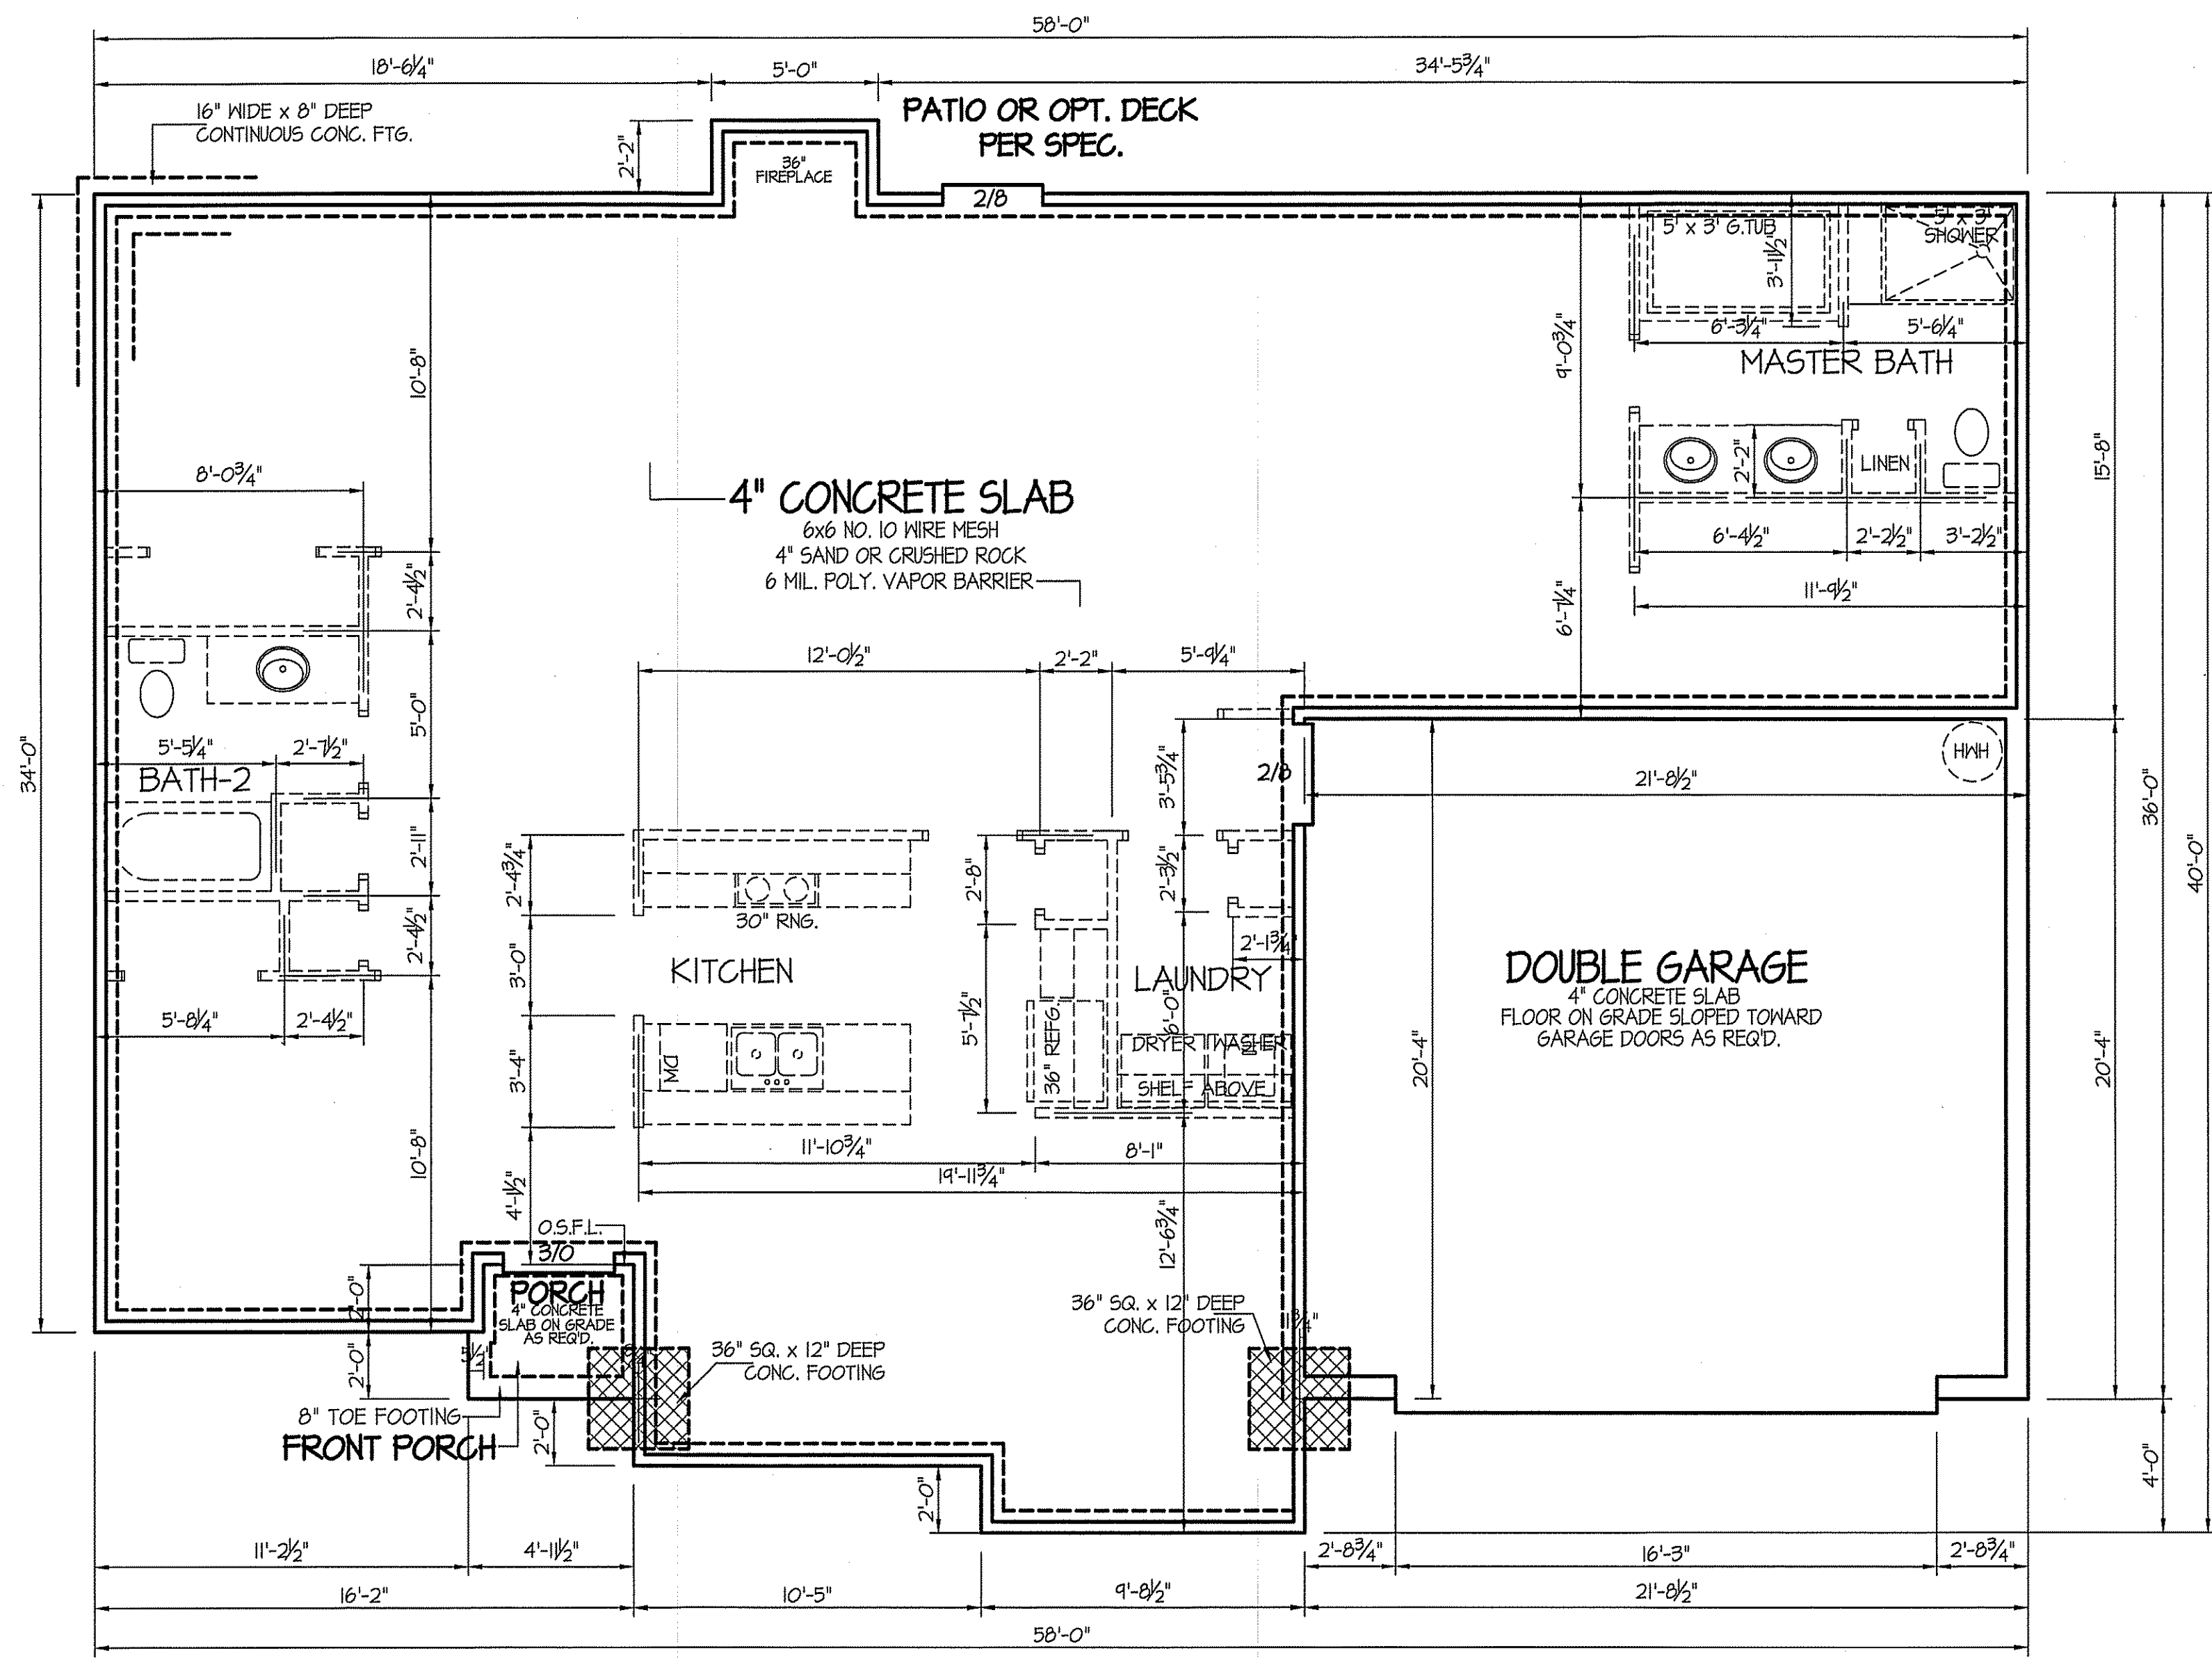 58'-0"
18'-6¼"
5'-0"
34'-5¾"
16" WIDE x 8" DEEP
CONTINUOUS CONC. FTG.
PATIO OR OPT. DECK
PER SPEC.
2'-2"
36"
FIREPLACE
2/8
5' x 3' G.TUB
SHOWER
3'-11½"
6'-3¼"
5'-6¼"
MASTER BATH
9'-0¾"
10'-8"
15'-8"
8'-0¾"
4" CONCRETE SLAB
6x6 NO. 10 WIRE MESH
4" SAND OR CRUSHED ROCK
6 MIL. POLY. VAPOR BARRIER
2'-2"
LINEN
6'-4½"
2'-2½"
3'-2½"
11'-9½"
6'-7¼"
2'-4½"
12'-0½"
2'-2"
5'-9¼"
5'-0"
34'-0"
5'-5¼"
2'-7½"
BATH-2
3'-5¾"
2/8
HWH
21'-8½"
36'-0"
40'-0"
2'-11"
2'-4¾"
30" RNG.
2'-8"
2'-3½"
2'-4½"
3'-0"
KITCHEN
2'-1¾"
LAUNDRY
6'-0"
DOUBLE GARAGE
4" CONCRETE SLAB
FLOOR ON GRADE SLOPED TOWARD
GARAGE DOORS AS REQ'D.
5'-8¼"
2'-4½"
5'-7½"
36" REFG.
DRYER
WASHER
SHELF ABOVE
3'-4"
DW
20'-4"
20'-4"
10'-8"
11'-10¾"
8'-1"
19'-11¾"
4'-1½"
12'-6¾"
O.S.F.L.
3/0
PORCH
4" CONCRETE
SLAB ON GRADE
AS REQ'D.
2'-0"
2'-0"
5½"
36" SQ. x 12" DEEP
CONC. FOOTING
1¾"
36" SQ. x 12" DEEP
CONC. FOOTING
8" TOE FOOTING
FRONT PORCH
2'-0"
2'-0"
4'-0"
11'-2½"
4'-11½"
2'-8¾"
16'-3"
2'-8¾"
16'-2"
10'-5"
9'-8½"
21'-8½"
58'-0"